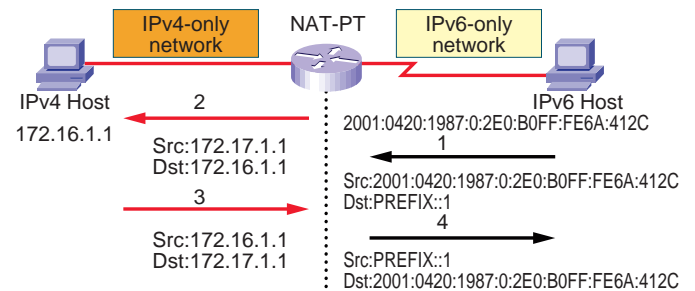 IPv4-only
network
NAT-PT
IPv6-only
network
IPv4 Host
172.16.1.1
IPv6 Host
2001:0420:1987:0:2E0:B0FF:FE6A:412C
2
Src:172.17.1.1
Dst:172.16.1.1
1
Src:2001:0420:1987:0:2E0:B0FF:FE6A:412C
Dst:PREFIX::1
3
Src:172.16.1.1
Dst:172.17.1.1
4
Src:PREFIX::1
Dst:2001:0420:1987:0:2E0:B0FF:FE6A:412C